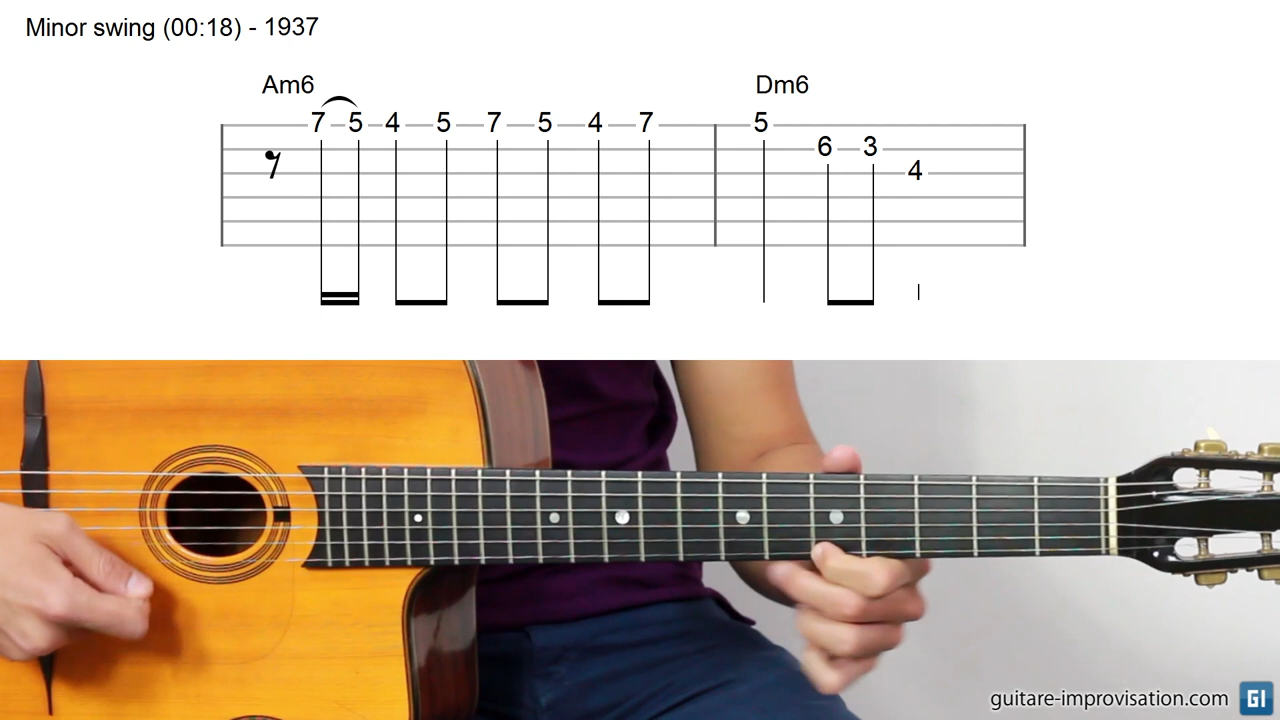 Minor swing (00:18) - 1937
Am6 Dm6
7 5 4 5 7 5 4 7 5
6 3
4
guitare-improvisation.com GI